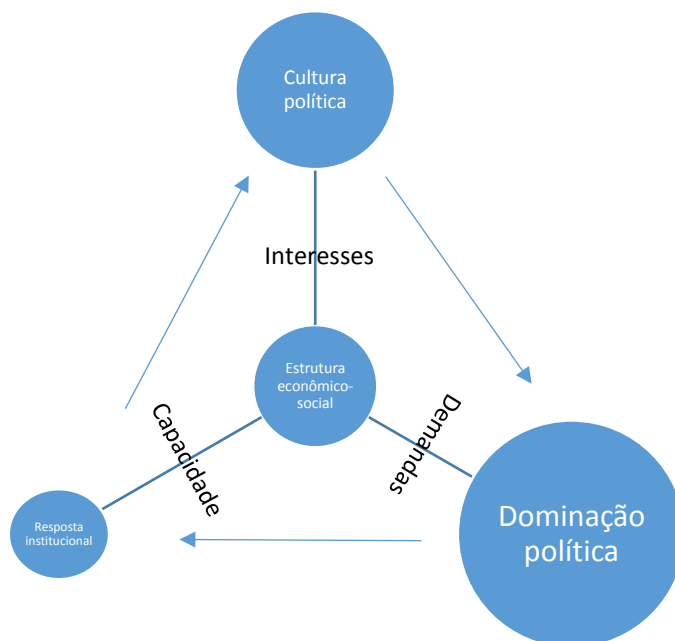 Cultura
política
Interesses
Estrutura
econômico-
social
Capacidade
Demandas
Resposta
institucional
Dominação
política